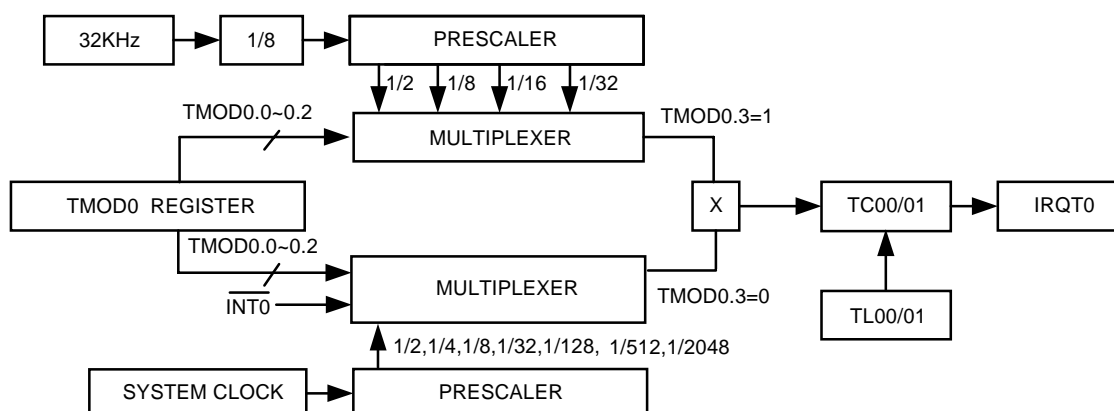 32KHz
1/8
PRESCALER
1/2
1/8
1/16
1/32
TMOD0.0~0.2
MULTIPLEXER
TMOD0.3=1
TMOD0 REGISTER
X
TC00/01
IRQT0
TMOD0.0~0.2
INT0
MULTIPLEXER
TMOD0.3=0
TL00/01
1/2,1/4,1/8,1/32,1/128, 1/512,1/2048
SYSTEM CLOCK
PRESCALER